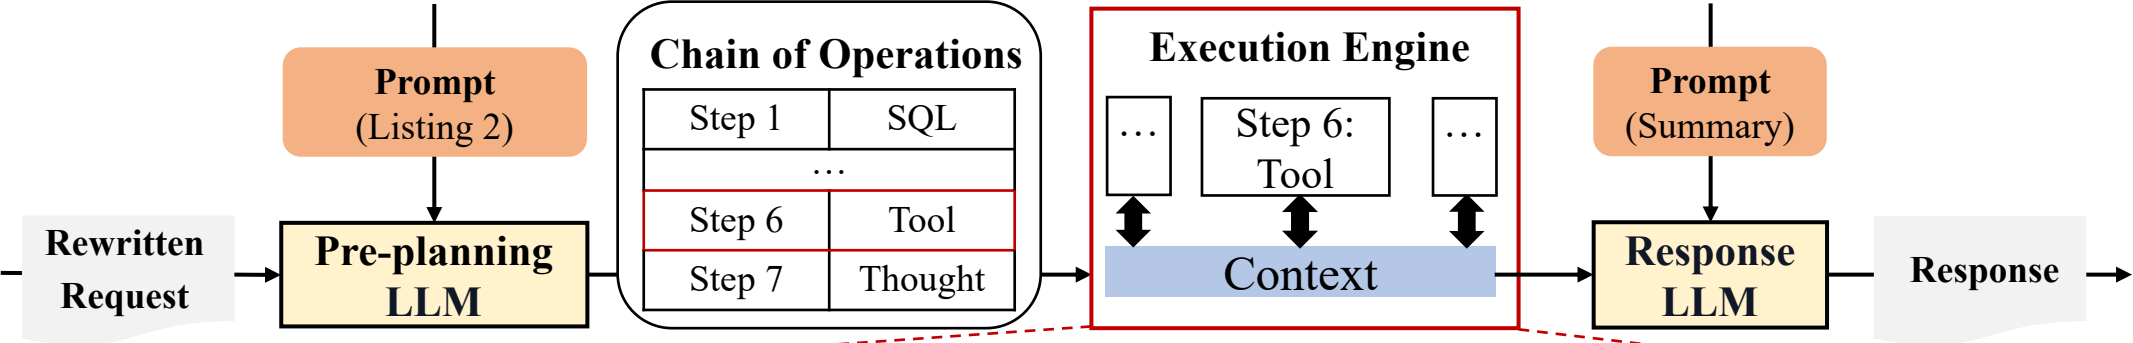 Rewritten
Request
Prompt
(Listing 2)
Pre-planning
LLM
Chain of Operations
Step 1 SQL
...
Step 6 Tool
Step 7 Thought
Execution Engine
...
Step 6:
Tool
...
Context
Prompt
(Summary)
Response
LLM
Response